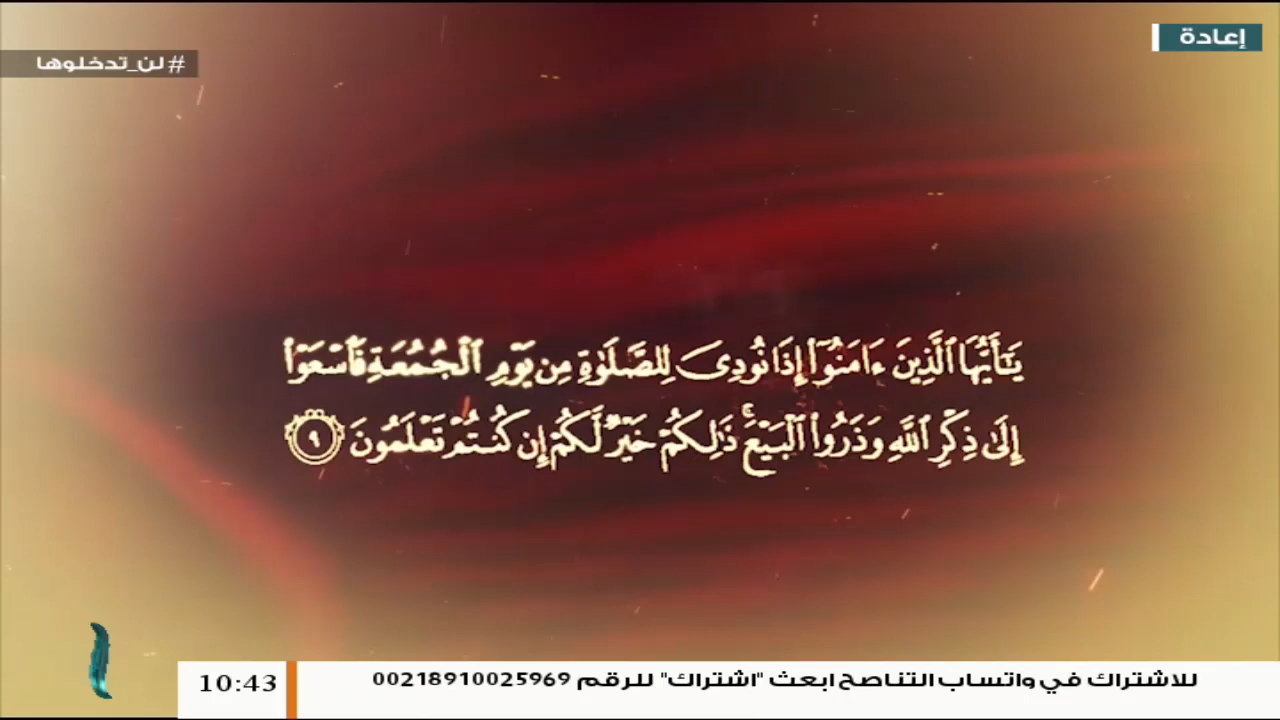 إعادة
#لن_تدخلوها
يَٰٓأَيُّهَا ٱلَّذِينَ ءَامَنُوٓا۟ إِذَا نُودِىَ لِلصَّلَوٰةِ مِن يَوْمِ ٱلْجُمُعَةِ فَٱسْعَوْا۟
إِلَىٰ ذِكْرِ ٱللَّهِ وَذَرُوا۟ ٱلْبَيْعَ ۚ ذَٰلِكُمْ خَيْرٌ لَّكُمْ إِن كُنتُمْ تَعْلَمُونَ ٩
للاشتراك في واتساب التناصح ابعث "اشتراك" للرقم 00218910025969
10:43